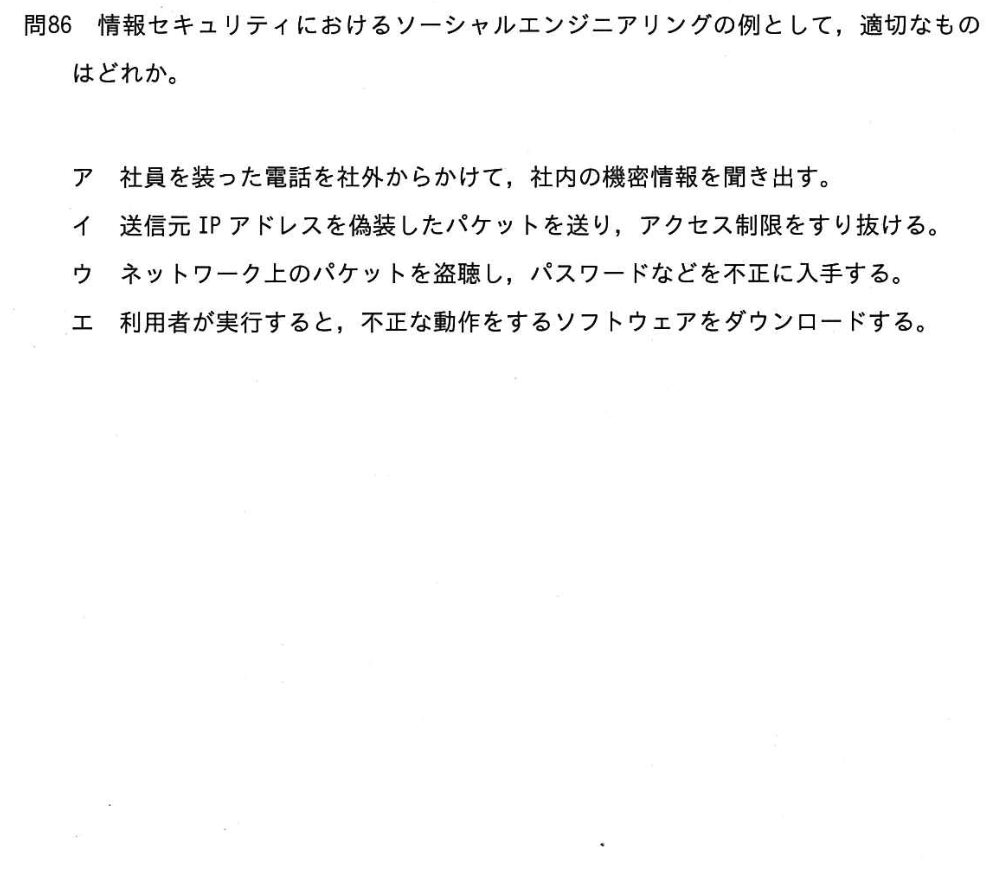 問86 情報セキュリティにおけるソーシャルエンジニアリングの例として，適切なもの
はどれか。
ア 社員を装った電話を社外からかけて，社内の機密情報を聞き出す。
イ 送信元 IP アドレスを偽装したパケットを送り，アクセス制限をすり抜ける。
ウ ネットワーク上のパケットを盗聴し，パスワードなどを不正に入手する。
エ 利用者が実行すると，不正な動作をするソフトウェアをダウンロードする。